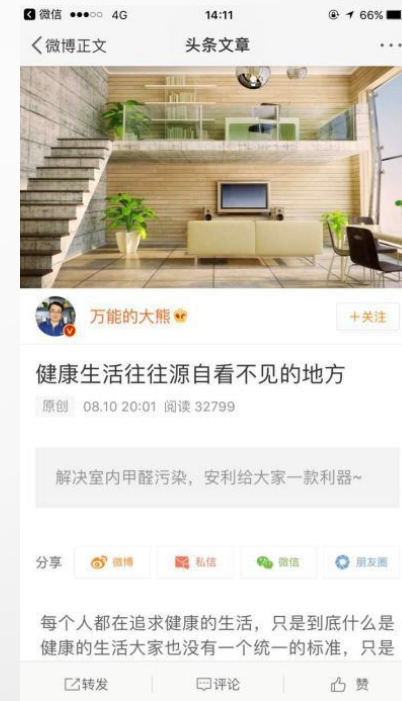 微信 4G 14:11 66%
微博正文 头条文章 ...
万能的大熊 +关注
健康生活往往源自看不见的地方
原创 08.10 20:01 阅读 32799
解决室内甲醛污染，安利给大家一款利器~
分享 微博 私信 微信 朋友圈
每个人都在追求健康的生活，只是到底什么是
健康的生活大家也没有一个统一的标准，只是
转发 评论 赞